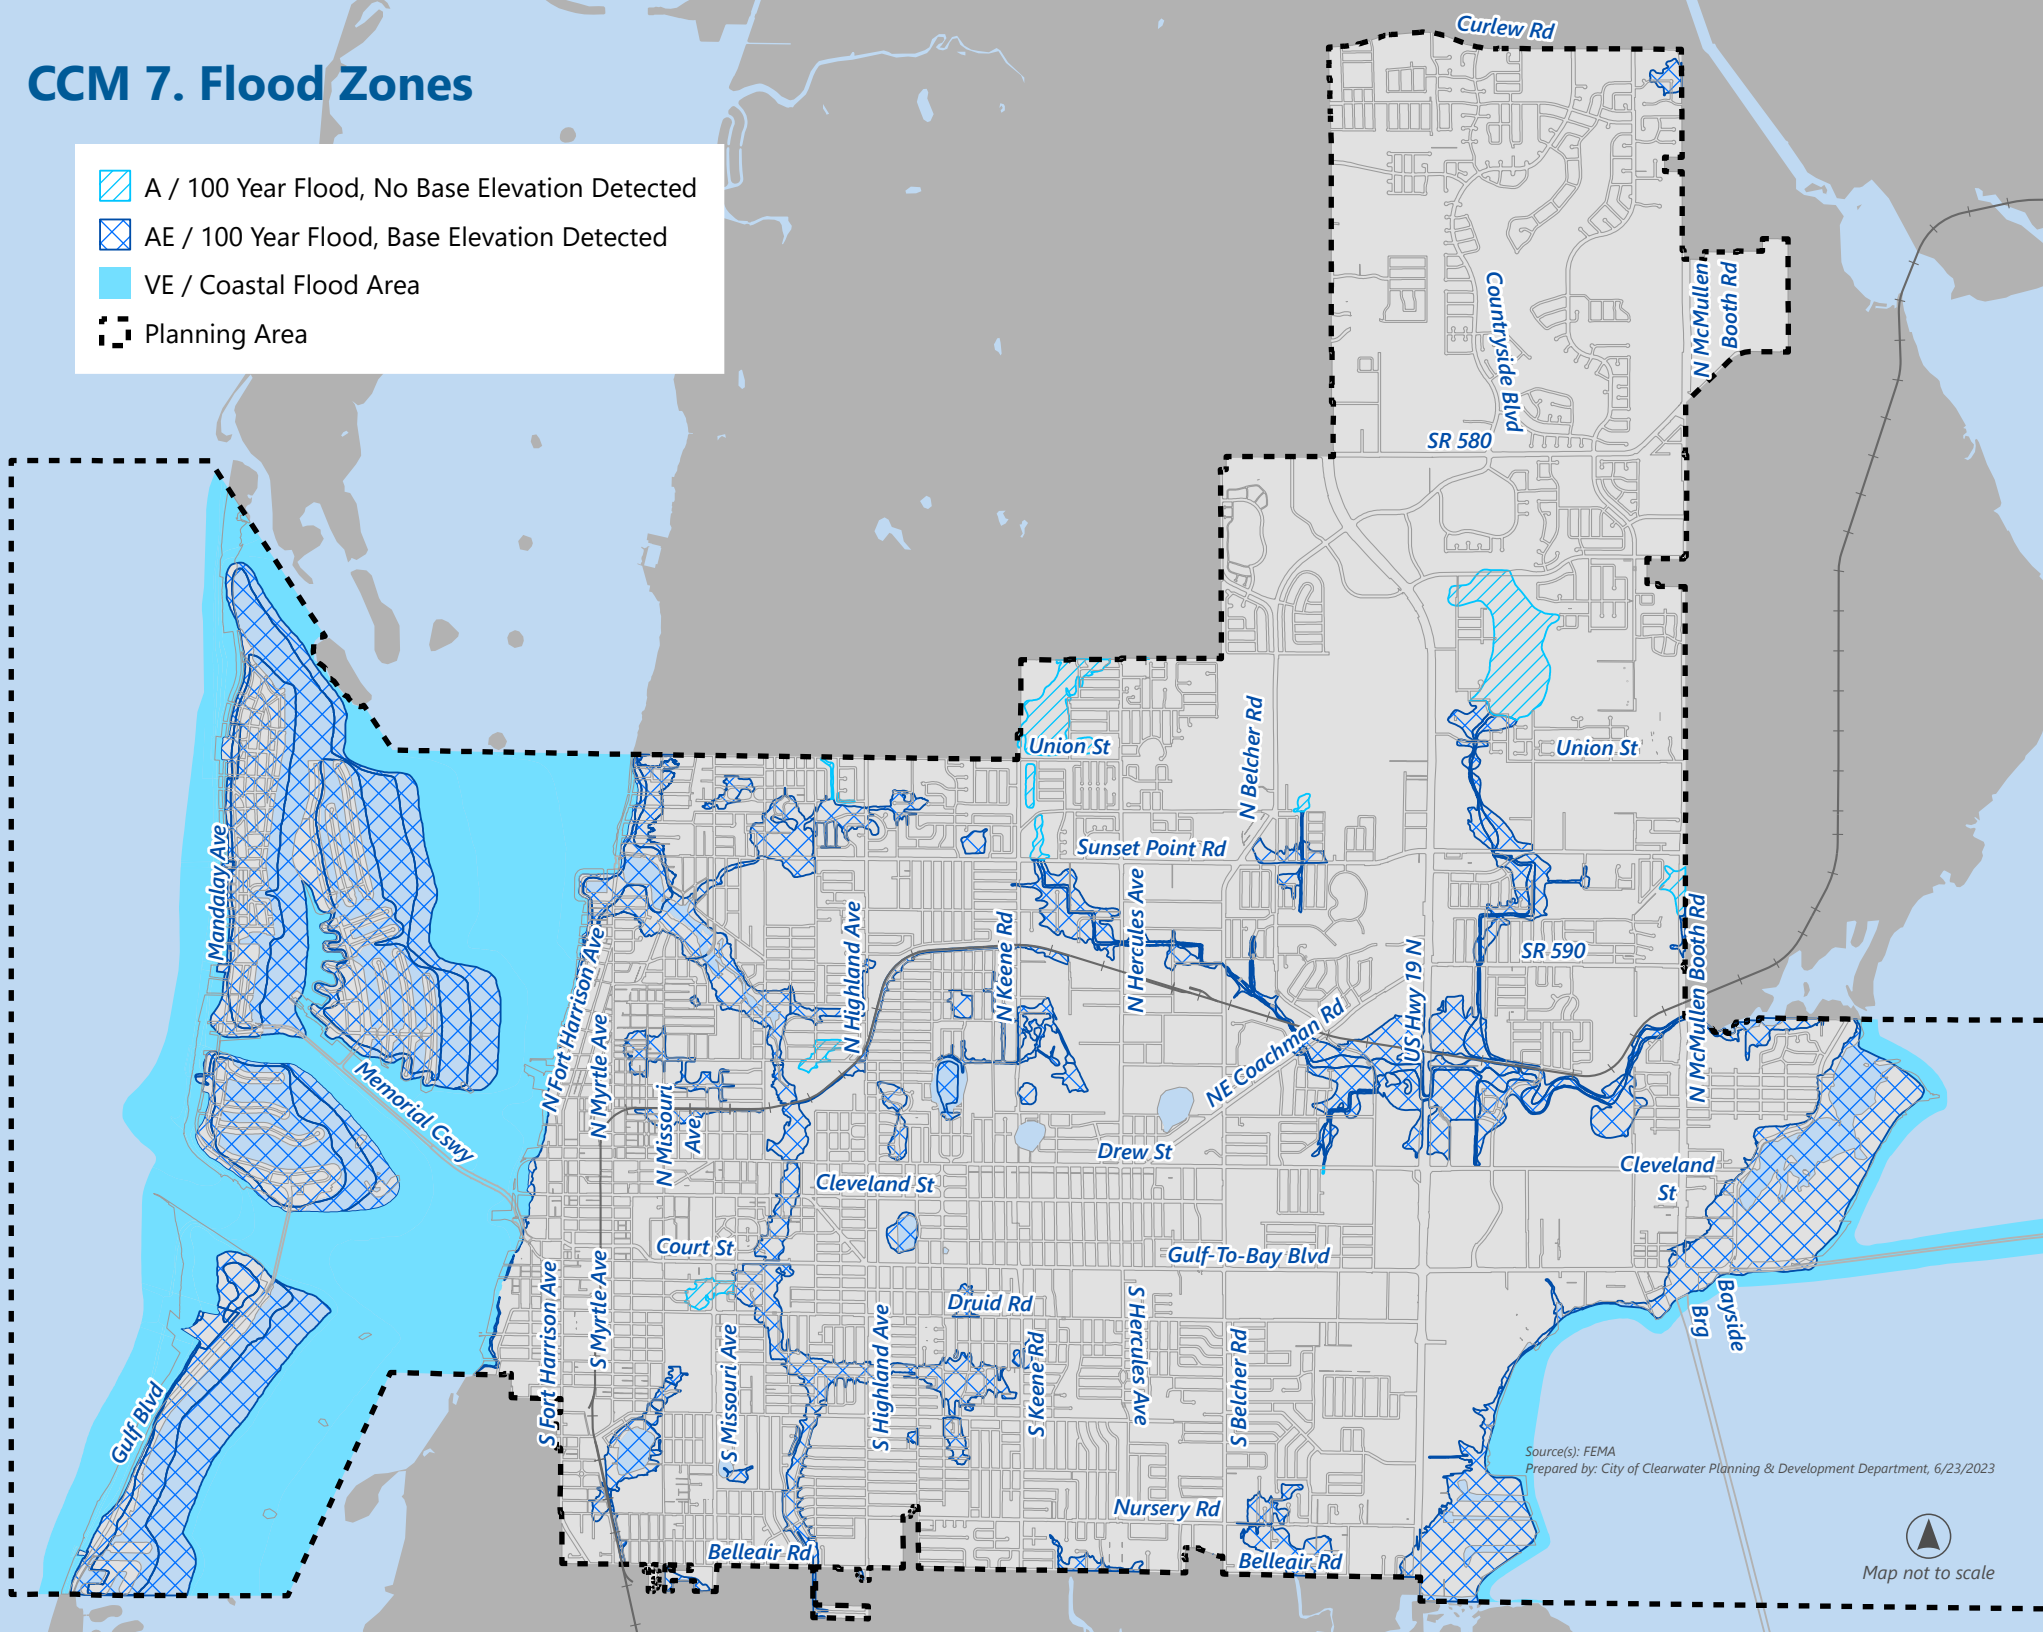 Curlew Rd
CCM 7. Flood Zones
A / 100 Year Flood, No Base Elevation Detected
AE / 100 Year Flood, Base Elevation Detected
VE / Coastal Flood Area
Planning Area
N McMullen
Booth Rd
Countryside Blvd
SR 580
N Belcher Rd
Union St
Union St
Mandalay Ave
Sunset Point Rd
N Hercules Ave
N Highland Ave
N Keene Rd
N McMullen Booth Rd
US Hwy 19 N
SR 590
N Fort Harrison Ave
N Myrtle Ave
NE Coachman Rd
Memorial Cswy
N Missouri
Ave
Drew St
Cleveland St
Cleveland
St
Court St
Gulf-To-Bay Blvd
S Fort Harrison Ave
S Myrtle Ave
Druid Rd
S Hercules Ave
Bayside
Brg
S Missouri Ave
S Highland Ave
S Keene Rd
S Belcher Rd
Gulf Blvd
Source(s): FEMA
Prepared by: City of Clearwater Planning & Development Department, 6/23/2023
Nursery Rd
Belleair Rd
Belleair Rd
Map not to scale